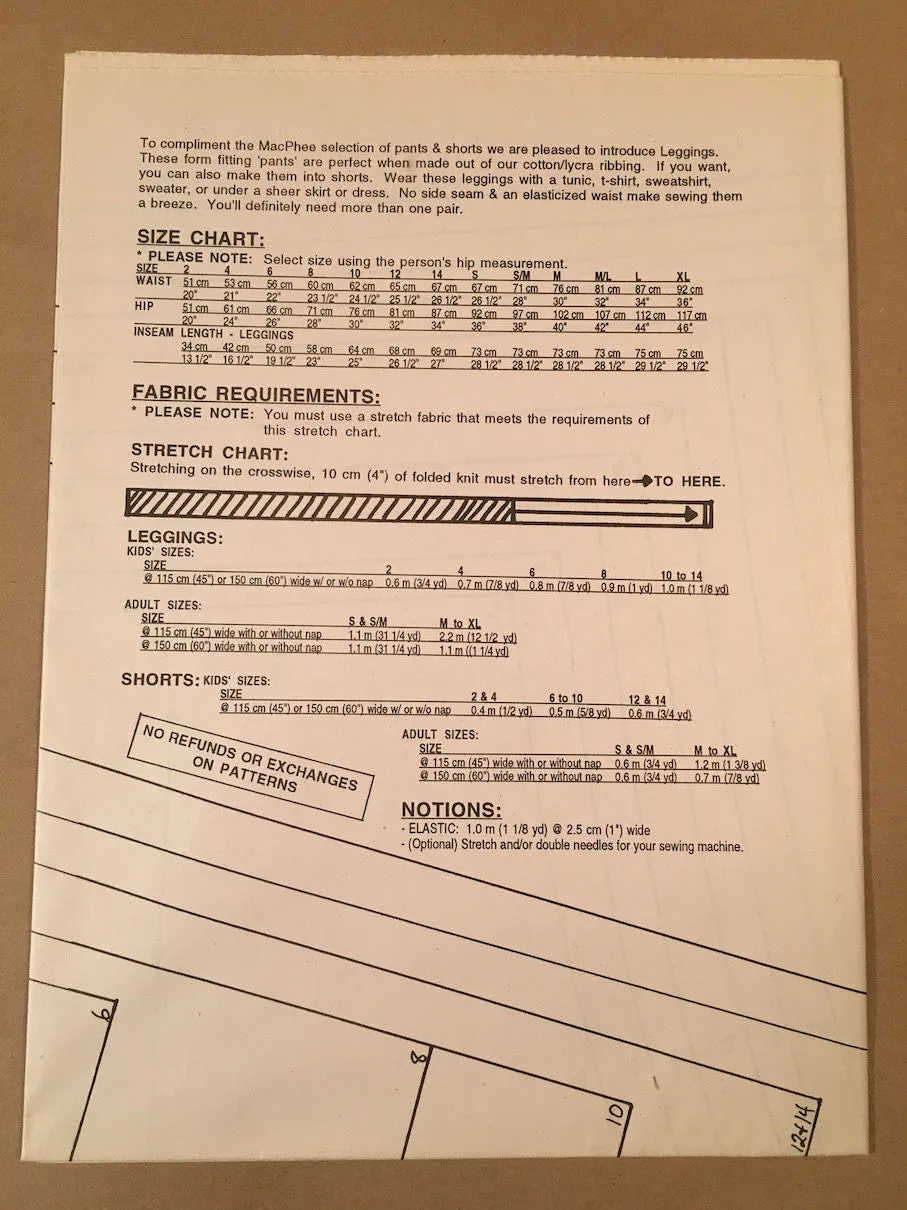 To compliment the MacPhee selection of pants & shorts we are pleased to introduce Leggings.
These form fitting 'pants' are perfect when made out of our cotton/lycra ribbing. If you want,
you can also make them into shorts. Wear these leggings with a tunic, t-shirt, sweatshirt,
sweater, or under a sheer skirt or dress. No side seam & an elasticized waist make sewing them
a breeze. You'll definitely need more than one pair.
SIZE CHART:
* PLEASE NOTE: Select size using the person's hip measurement.
SIZE 2 4 6 8 10 12 14 S S/M M M/L L XL
WAIST 51 cm 53 cm 56 cm 60 cm 62 cm 65 cm 67 cm 67 cm 71 cm 76 cm 81 cm 87 cm 92 cm
20" 21" 22" 23 1/2" 24 1/2" 25 1/2" 26 1/2" 26 1/2" 28" 30" 32" 34" 36"
HIP 51 cm 61 cm 66 cm 71 cm 76 cm 81 cm 87 cm 92 cm 97 cm 102 cm 107 cm 112 cm 117 cm
20" 24" 26" 28" 30" 32" 34" 36" 38" 40" 42" 44" 46"
INSEAM LENGTH - LEGGINGS
34 cm 42 cm 50 cm 58 cm 64 cm 68 cm 69 cm 73 cm 73 cm 73 cm 73 cm 75 cm 75 cm
13 1/2" 16 1/2" 19 1/2" 23" 25" 26 1/2" 27" 28 1/2" 28 1/2" 28 1/2" 28 1/2" 29 1/2" 29 1/2"
FABRIC REQUIREMENTS:
* PLEASE NOTE: You must use a stretch fabric that meets the requirements of
this stretch chart.
STRETCH CHART:
Stretching on the crosswise, 10 cm (4") of folded knit must stretch from here TO HERE.
LEGGINGS:
KIDS' SIZES:
SIZE 2 4 6 8 10 to 14
@ 115 cm (45") or 150 cm (60") wide w/ or w/o nap 0.6 m (3/4 yd) 0.7 m (7/8 yd) 0.8 m (7/8 yd) 0.9 m (1 yd) 1.0 m (1 1/8 yd)
ADULT SIZES:
SIZE S & S/M M to XL
@ 115 cm (45") wide with or without nap 1.1 m (31 1/4 yd) 2.2 m (12 1/2 yd)
@ 150 cm (60") wide with or without nap 1.1 m (31 1/4 yd) 1.1 m ((1 1/4 yd)
SHORTS: KIDS' SIZES:
SIZE 2 & 4 6 to 10 12 & 14
@ 115 cm (45") or 150 cm (60") wide w/ or w/o nap 0.4 m (1/2 yd) 0.5 m (5/8 yd) 0.6 m (3/4 yd)
NO REFUNDS OR EXCHANGES
ON PATTERNS
ADULT SIZES:
SIZE S & S/M M to XL
@ 115 cm (45") wide with or without nap 0.6 m (3/4 yd) 1.2 m (1 3/8 yd)
@ 150 cm (60") wide with or without nap 0.6 m (3/4 yd) 0.7 m (7/8 yd)
NOTIONS:
- ELASTIC: 1.0 m (1 1/8 yd) @ 2.5 cm (1") wide
- (Optional) Stretch and/or double needles for your sewing machine.
6
8
10
12+14